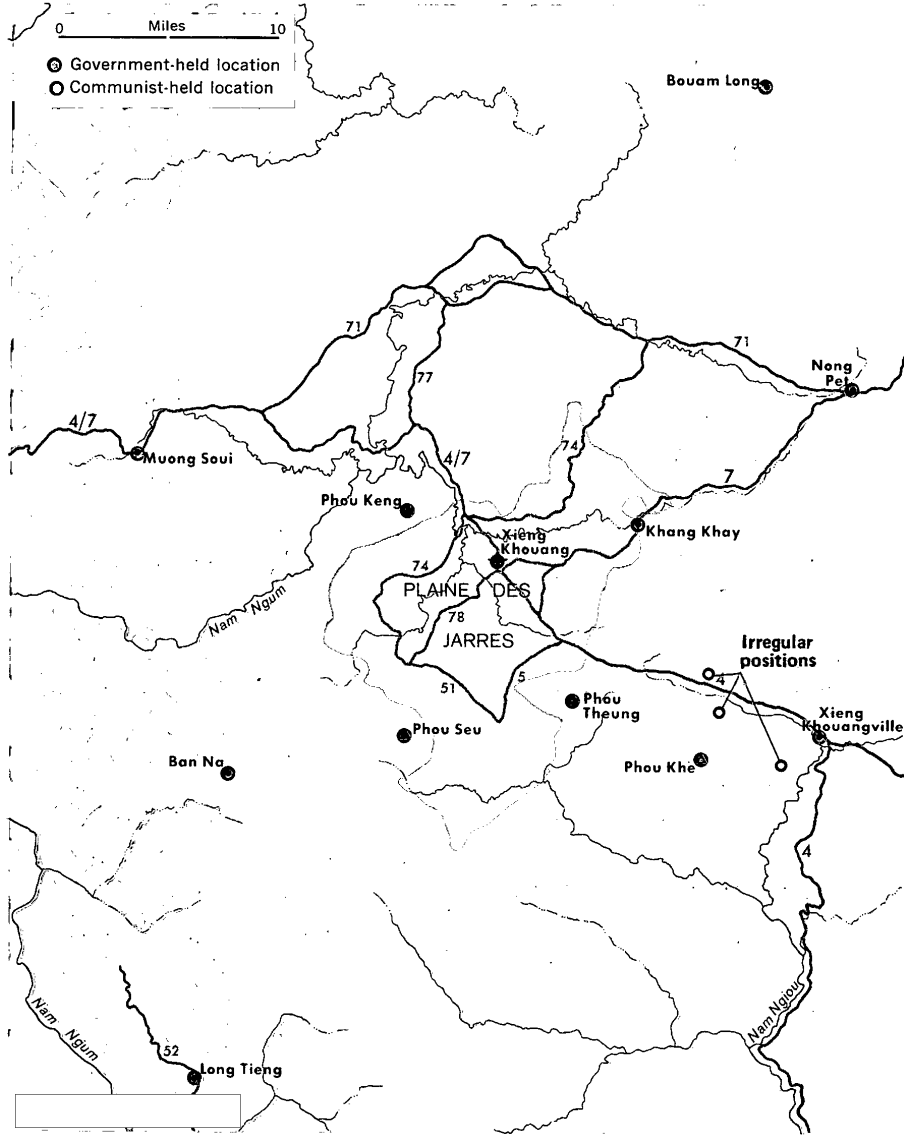 0 Miles 10
Government-held location
Communist-held location
Bouam Long
71
71
77
Nong
Pet
4/7
Muong Soui
4/7
74
7
Phou Keng
Khang Khay
Xieng
Khouang
74
PLAINE DES
78
JARRES
Nam Ngum
Irregular
positions
4
51
5
Phou
Theung
Xieng
Khouangville
Phou Seu
Ban Na
Phou Khe
4
Nam Ngum
Nam Ngiou
52
Long Tieng